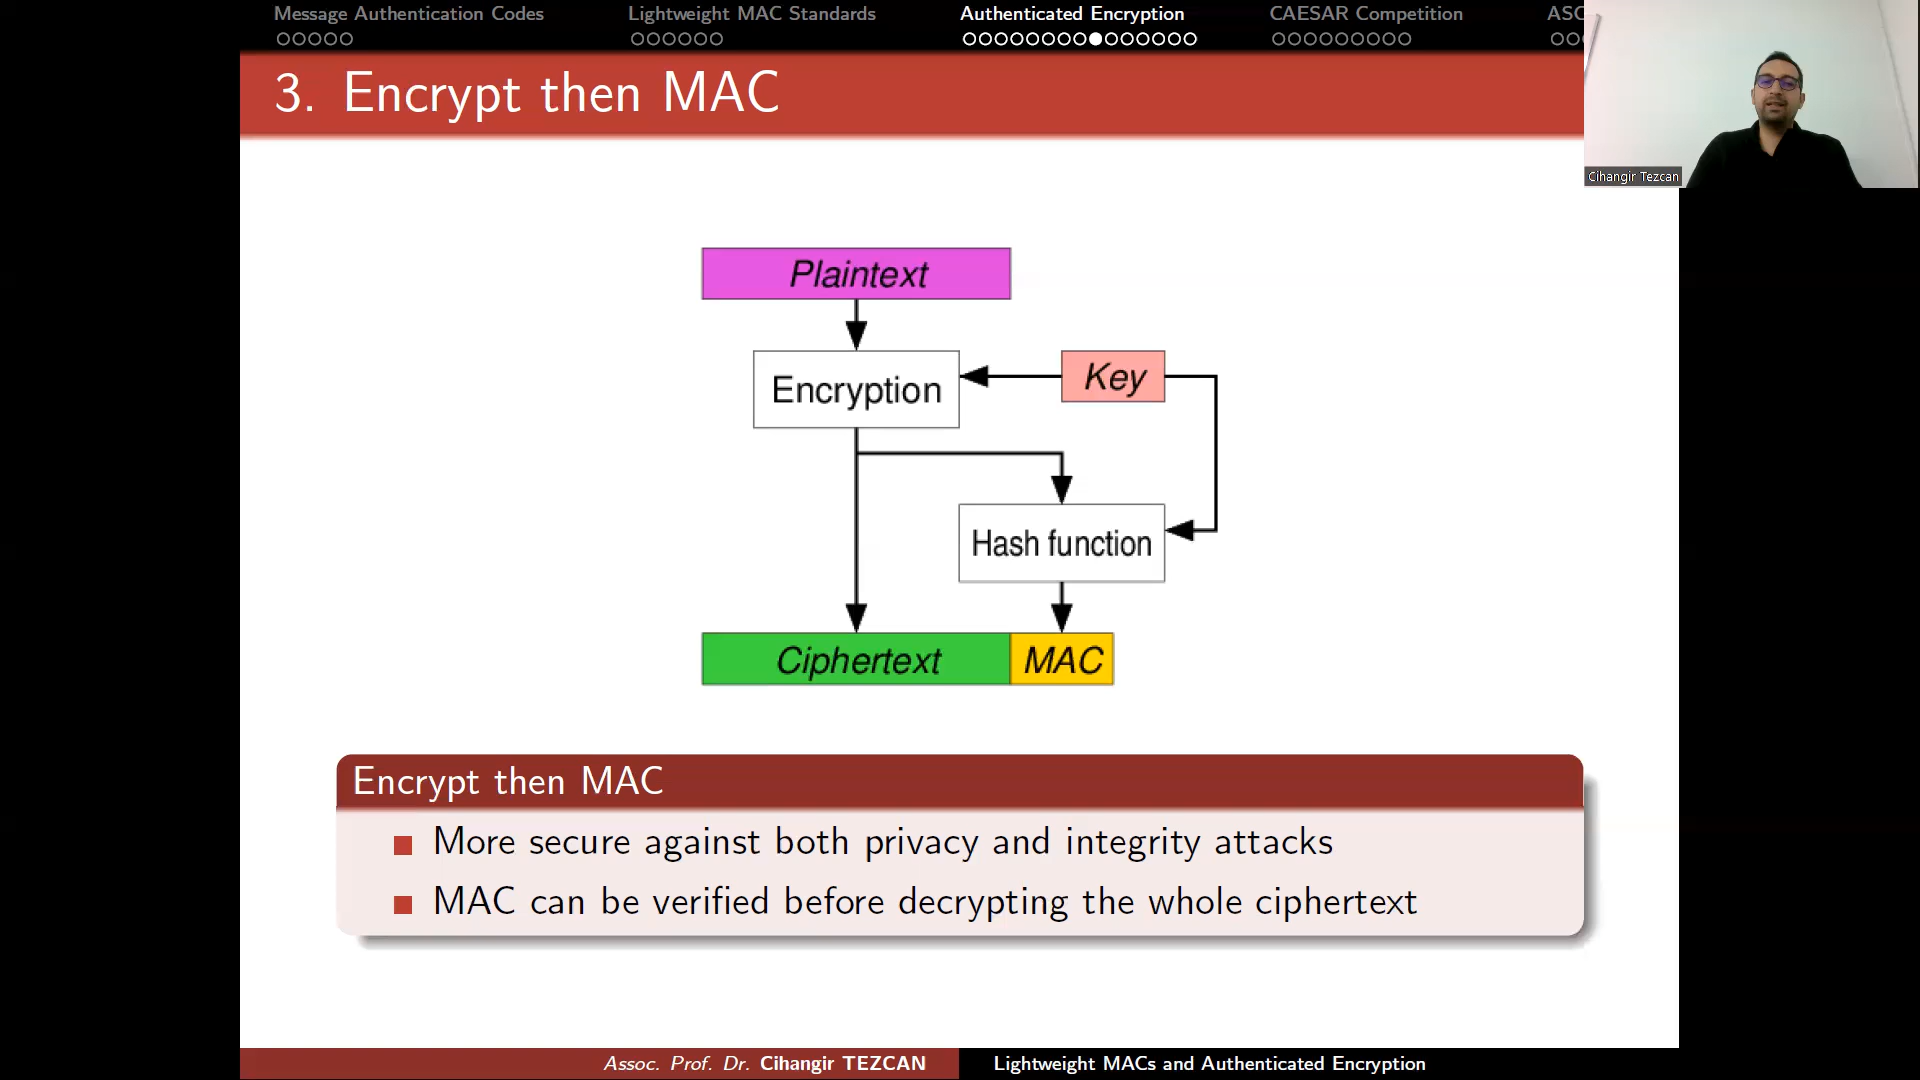 Message Authentication Codes
Lightweight MAC Standards
Authenticated Encryption
CAESAR Competition
ASC
3. Encrypt then MAC
Cihangir Tezcan
Plaintext
Encryption
Key
Hash function
Ciphertext
MAC
Encrypt then MAC
More secure against both privacy and integrity attacks
MAC can be verified before decrypting the whole ciphertext
Assoc. Prof. Dr. Cihangir TEZCAN
Lightweight MACs and Authenticated Encryption